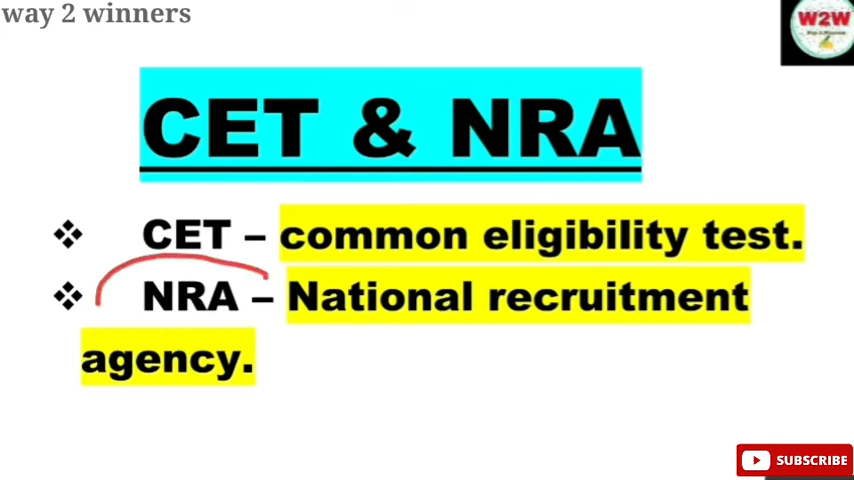 way 2 winners
W2W
CET & NRA
❖ CET – common eligibility test.
❖ NRA – National recruitment
agency.
SUBSCRIBE